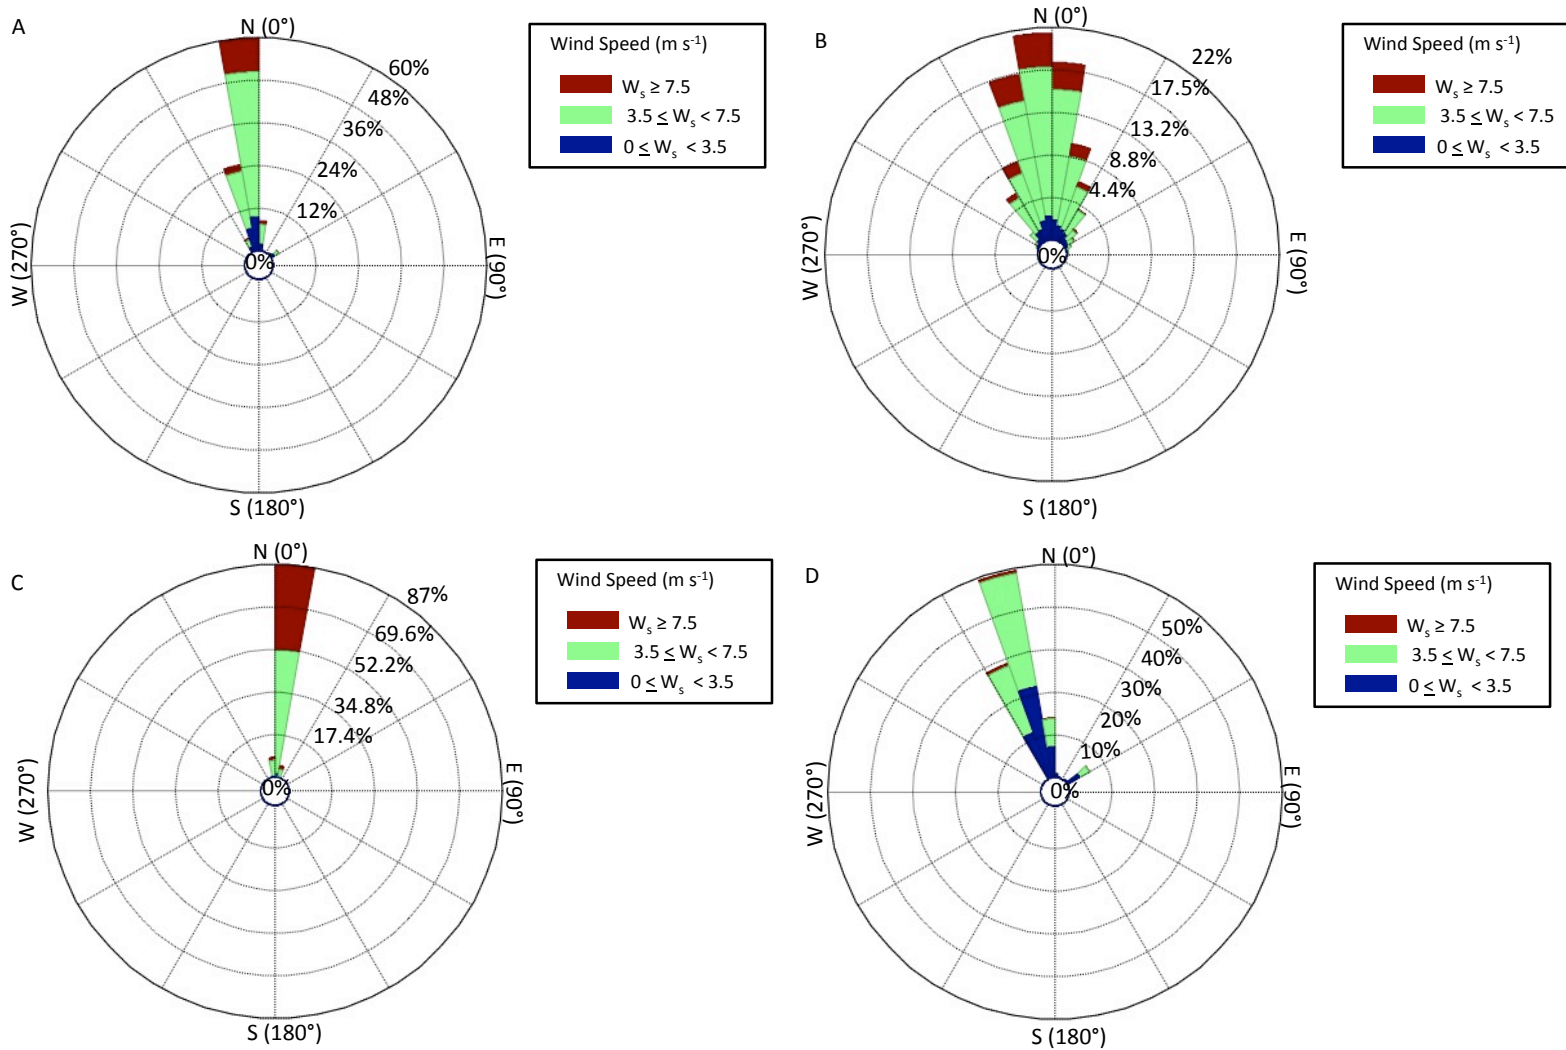 A
N (0°)
60%
48%
36%
24%
12%
0%
W (270°)
E (90°)
S (180°)
Wind Speed (m s⁻¹)
Wₛ ≥ 7.5
3.5 ≤ Wₛ < 7.5
0 ≤ Wₛ < 3.5
B
N (0°)
22%
17.5%
13.2%
8.8%
4.4%
0%
W (270°)
E (90°)
S (180°)
Wind Speed (m s⁻¹)
Wₛ ≥ 7.5
3.5 ≤ Wₛ < 7.5
0 ≤ Wₛ < 3.5
C
N (0°)
87%
69.6%
52.2%
34.8%
17.4%
0%
W (270°)
E (90°)
S (180°)
Wind Speed (m s⁻¹)
Wₛ ≥ 7.5
3.5 ≤ Wₛ < 7.5
0 ≤ Wₛ < 3.5
D
N (0°)
50%
40%
30%
20%
10%
0%
W (270°)
E (90°)
S (180°)
Wind Speed (m s⁻¹)
Wₛ ≥ 7.5
3.5 ≤ Wₛ < 7.5
0 ≤ Wₛ < 3.5